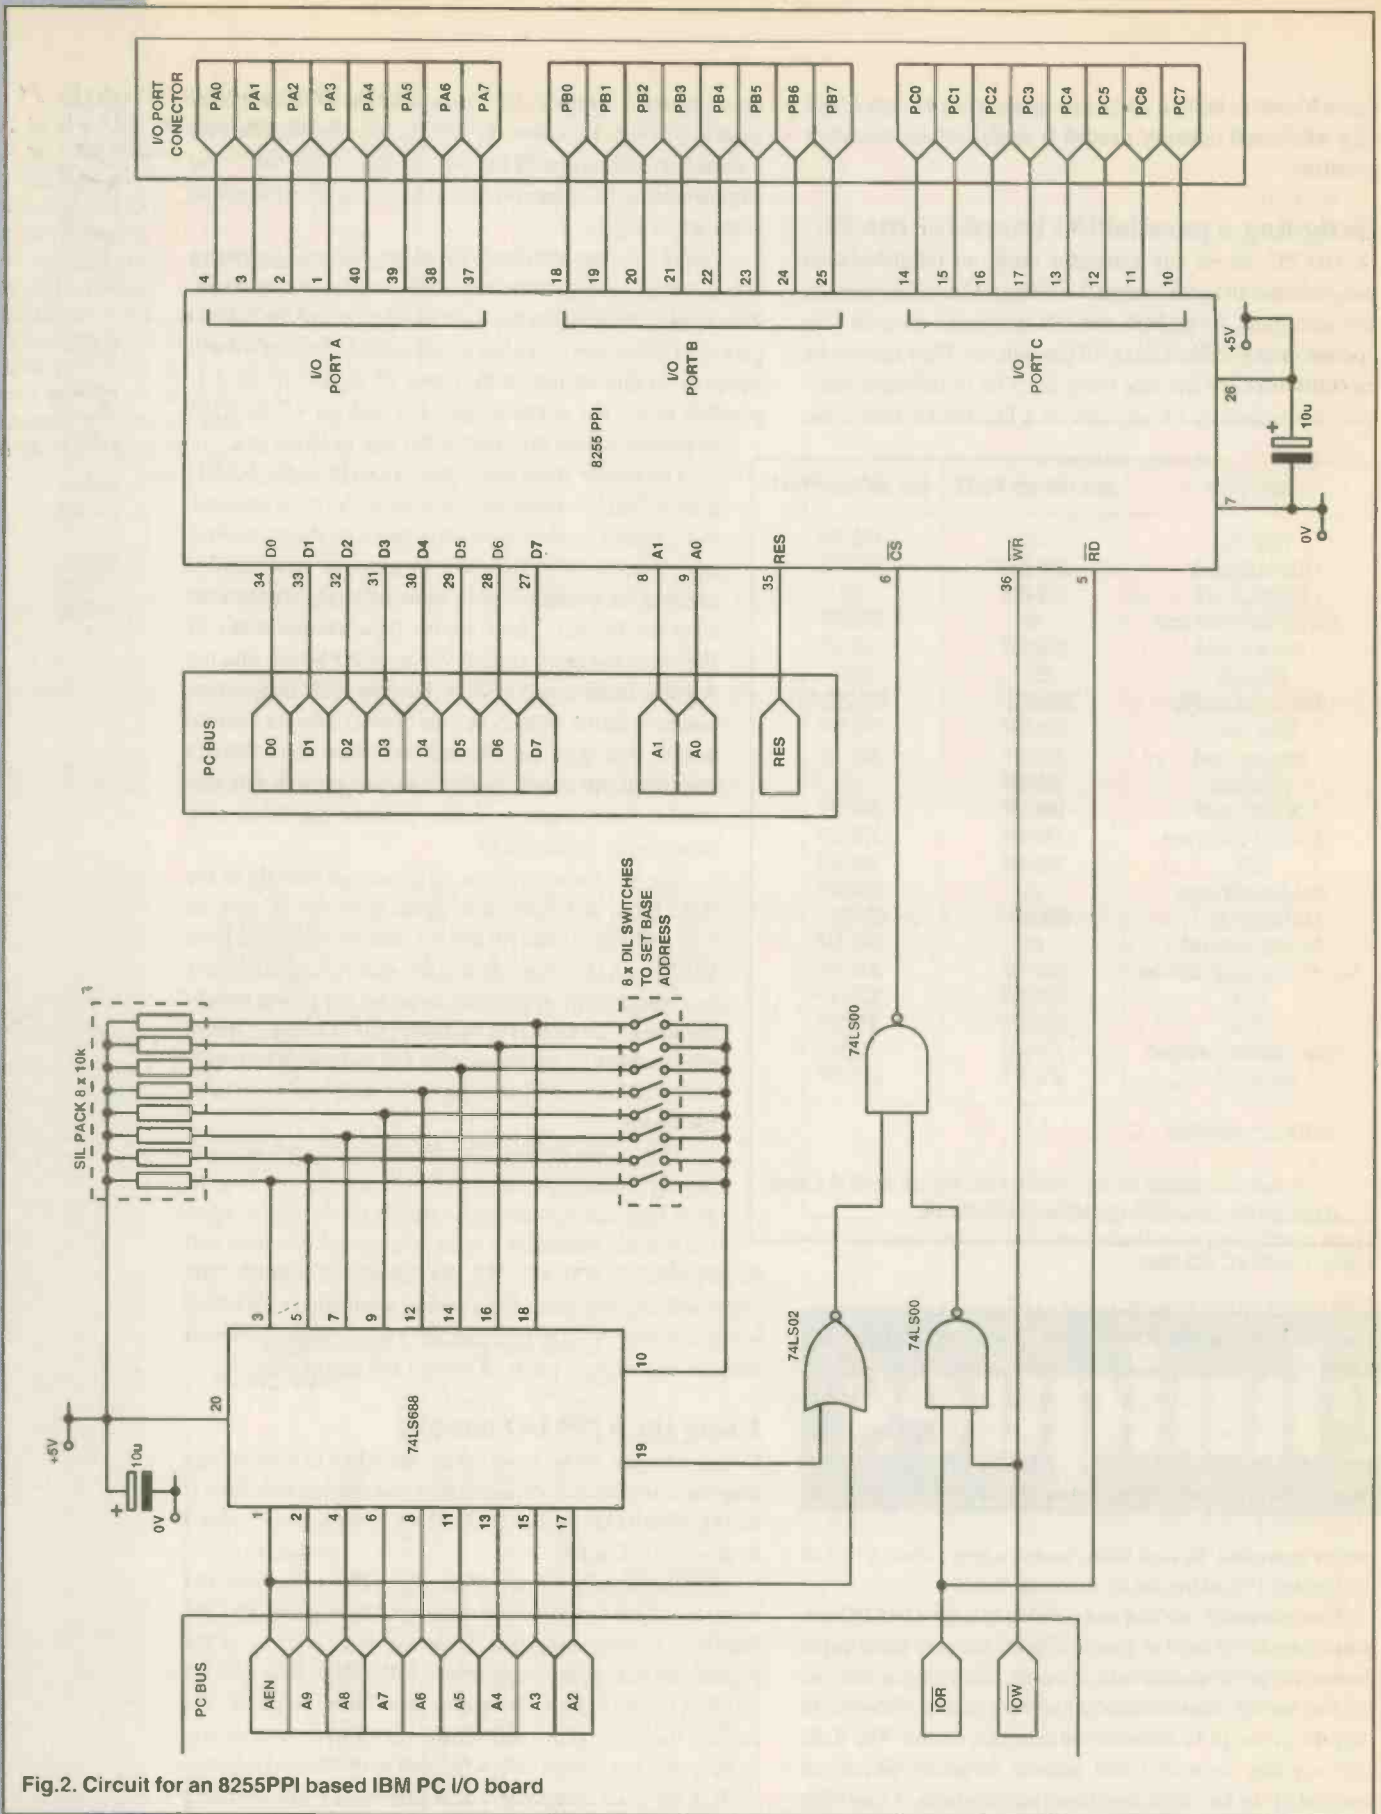 I/O PORT
CONECTOR
PA0
PA1
PA2
PA3
PA4
PA5
PA6
PA7
PB0
PB1
PB2
PB3
PB4
PB5
PB6
PB7
PC0
PC1
PC2
PC3
PC4
PC5
PC6
PC7
4
3
2
1
40
39
38
37
18
19
20
21
22
23
24
25
14
15
16
17
13
12
11
10
I/O
PORT A
I/O
PORT B
I/O
PORT C
8255 PPI
+5V
26
10u
+
7
0V
D0
D1
D2
D3
D4
D5
D6
D7
A1
A0
RES
CS
WR
RD
34
33
32
31
30
29
28
27
8
9
35
6
36
5
PC BUS
D0
D1
D2
D3
D4
D5
D6
D7
A1
A0
RES
8 x DIL SWITCHES
TO SET BASE
ADDRESS
SIL PACK 8 x 10k
74LS00
74LS02
74LS00
3
5
7
9
12
14
16
18
20
10
19
74LS688
+5V
10u
+
0V
1
2
4
6
8
11
13
15
17
PC BUS
AEN
A9
A8
A7
A6
A5
A4
A3
A2
IOR
IOW
Fig.2. Circuit for an 8255PPI based IBM PC I/O board